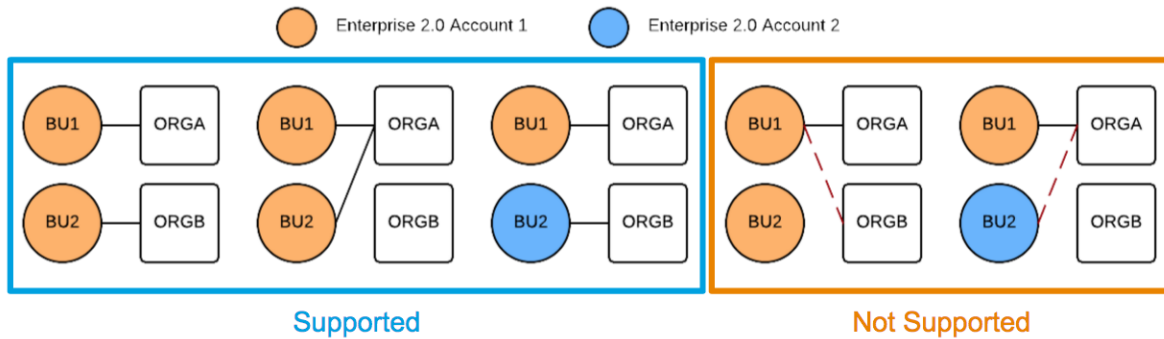 Enterprise 2.0 Account 1 Enterprise 2.0 Account 2
BU1 ORGA BU1 ORGA BU1 ORGA BU1 ORGA BU1 ORGA
BU2 ORGB BU2 ORGB BU2 ORGB BU2 ORGB BU2 ORGB
Supported Not Supported